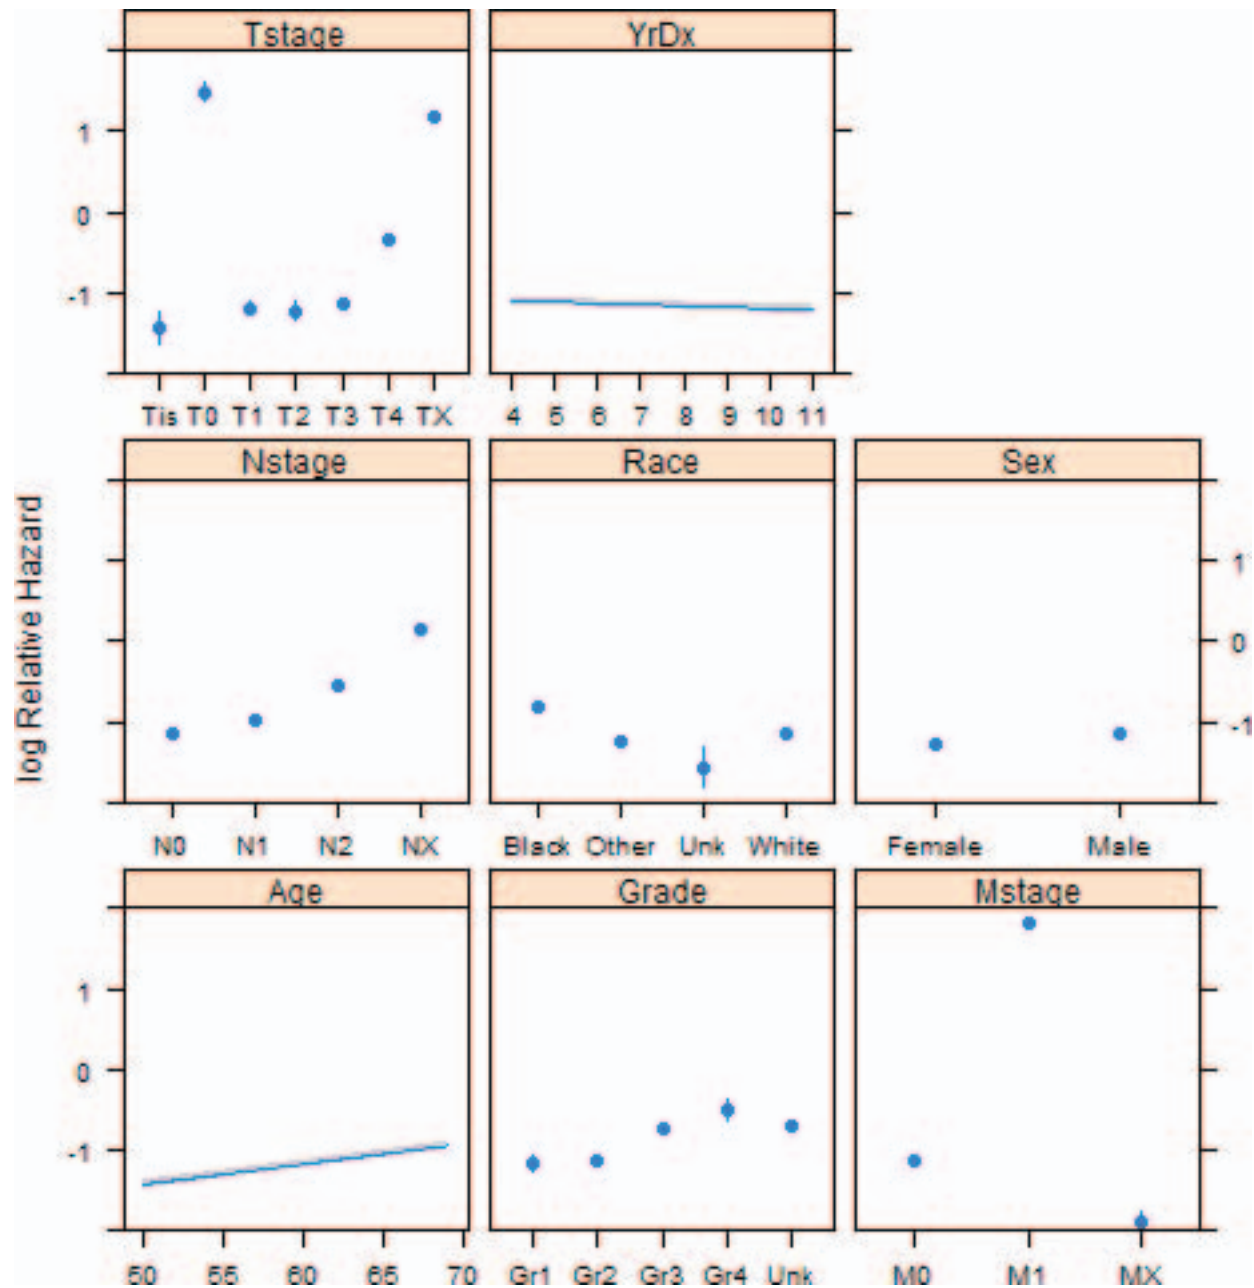 Tstage YrDx
1
0
-1
Tis T0 T1 T2 T3 T4 TX 4 5 6 7 8 9 10 11
Nstage Race Sex
log Relative Hazard
1
0
-1
N0 N1 N2 NX Black Other Unk White Female Male
Age Grade Mstage
1
0
-1
50 55 60 65 70 Gr1 Gr2 Gr3 Gr4 Unk M0 M1 MX